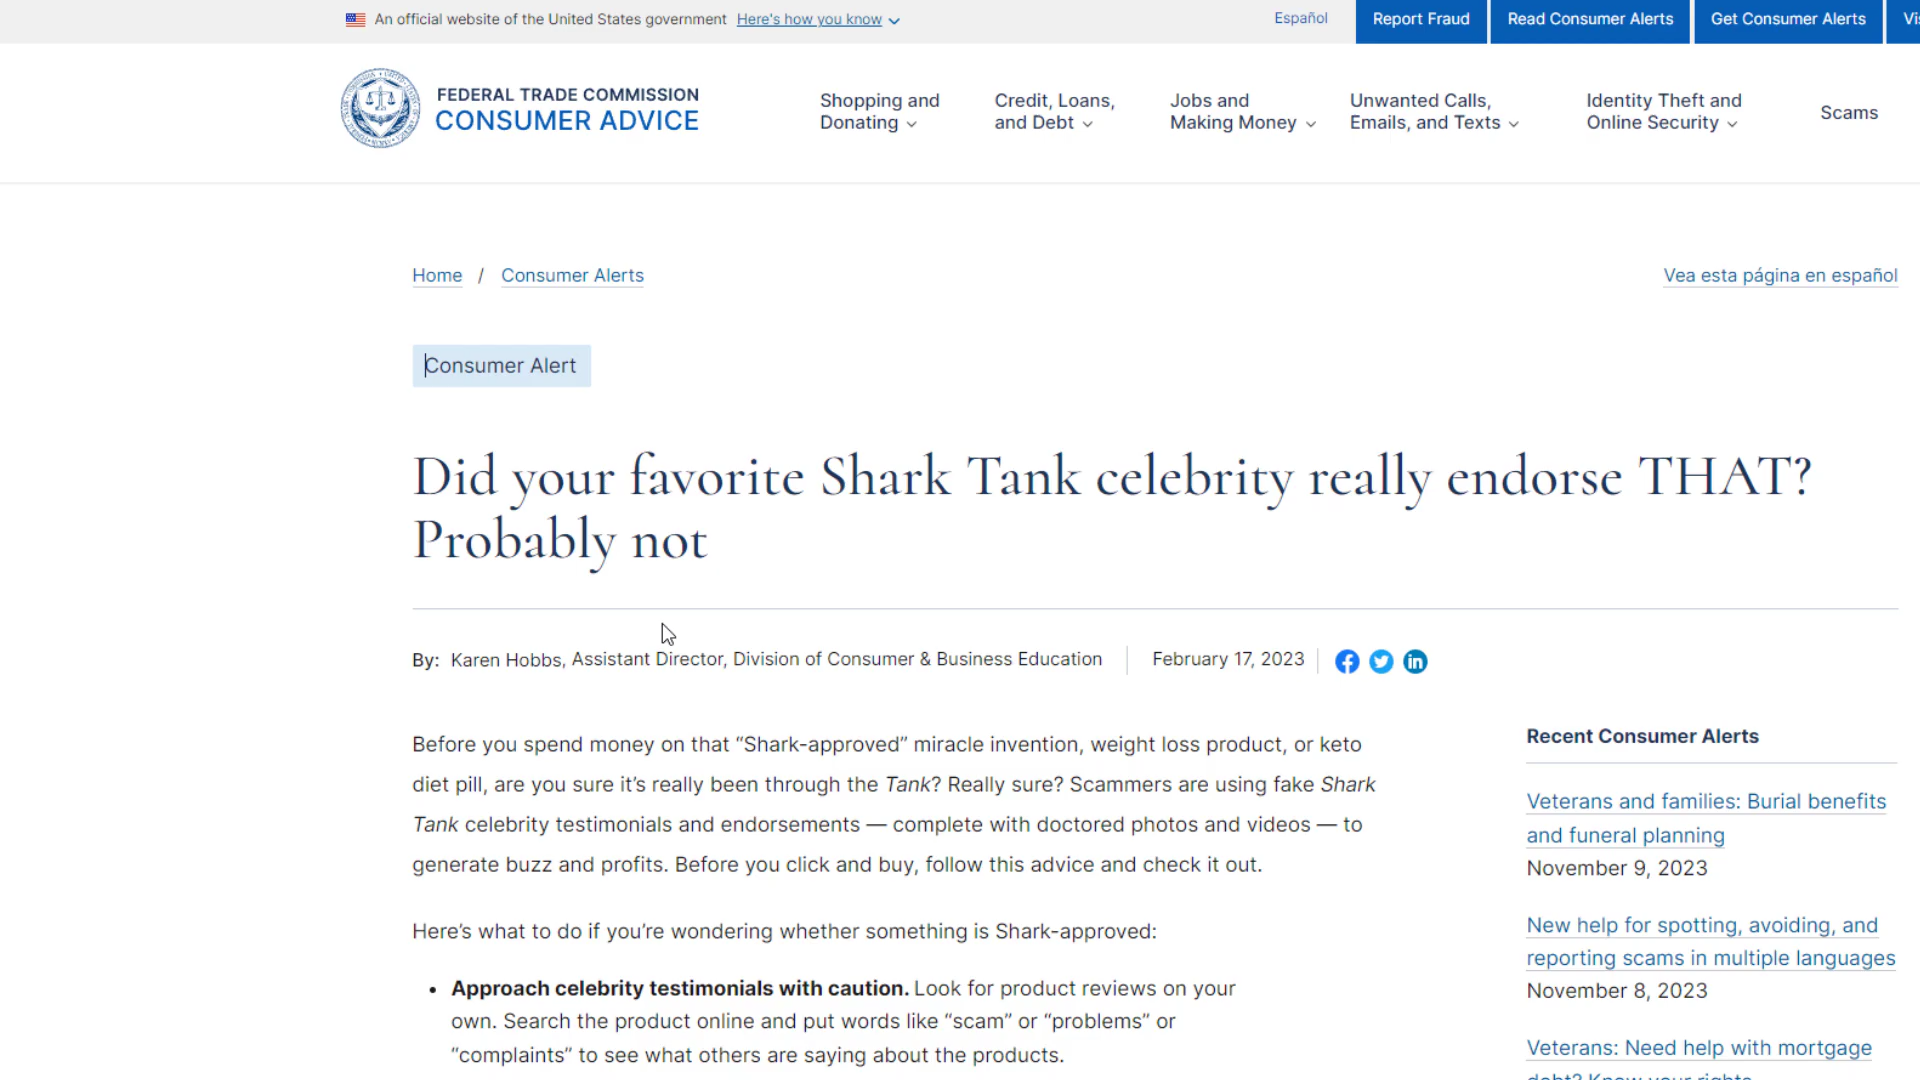 An official website of the United States government Here's how you know
Español
Report Fraud
Read Consumer Alerts
Get Consumer Alerts
FEDERAL TRADE COMMISSION
CONSUMER ADVICE
Shopping and
Donating
Credit, Loans,
and Debt
Jobs and
Making Money
Unwanted Calls,
Emails, and Texts
Identity Theft and
Online Security
Scams
Home / Consumer Alerts
Vea esta página en español
Consumer Alert
Did your favorite Shark Tank celebrity really endorse THAT?
Probably not
By: Karen Hobbs, Assistant Director, Division of Consumer & Business Education
February 17, 2023
Before you spend money on that “Shark-approved” miracle invention, weight loss product, or keto
diet pill, are you sure it’s really been through the Tank? Really sure? Scammers are using fake Shark
Tank celebrity testimonials and endorsements — complete with doctored photos and videos — to
generate buzz and profits. Before you click and buy, follow this advice and check it out.
Here’s what to do if you’re wondering whether something is Shark-approved:
• Approach celebrity testimonials with caution. Look for product reviews on your
own. Search the product online and put words like “scam” or “problems” or
“complaints” to see what others are saying about the products.
Recent Consumer Alerts
Veterans and families: Burial benefits
and funeral planning
November 9, 2023
New help for spotting, avoiding, and
reporting scams in multiple languages
November 8, 2023
Veterans: Need help with mortgage
debt? Know your rights